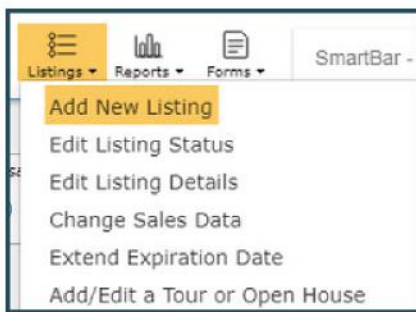 Listings ▾ Reports ▾ Forms ▾ SmartBar -
Add New Listing
Edit Listing Status
Edit Listing Details
Change Sales Data
Extend Expiration Date
Add/Edit a Tour or Open House